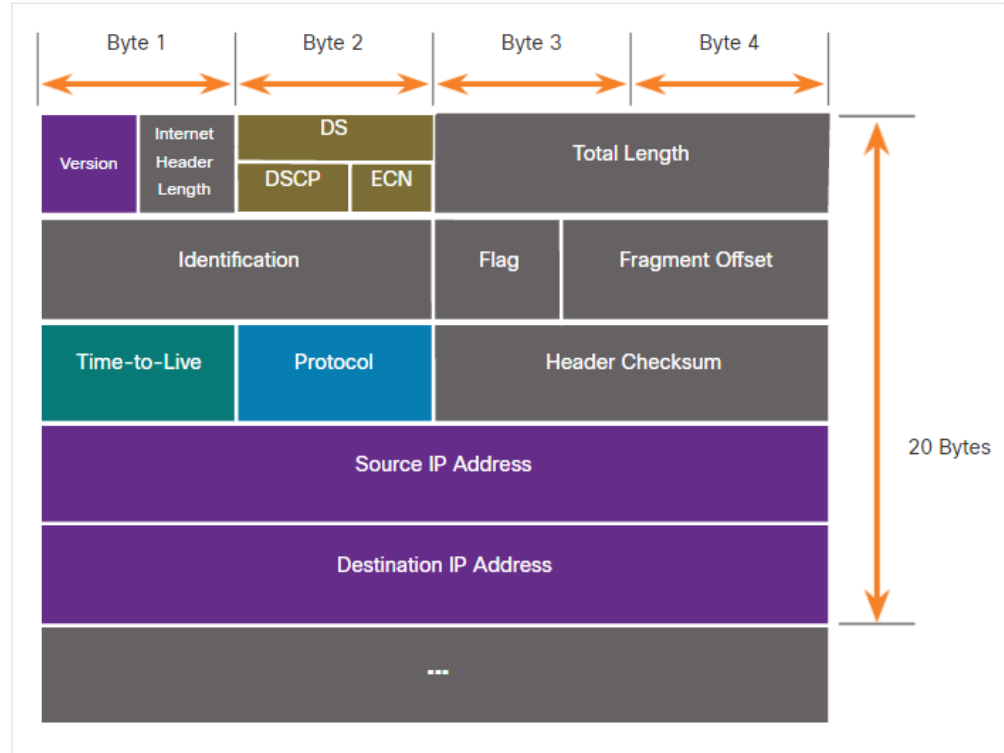 Byte 1
Byte 2
Byte 3
Byte 4
Version
Internet
Header
Length
DS
DSCP
ECN
Total Length
Identification
Flag
Fragment Offset
Time-to-Live
Protocol
Header Checksum
Source IP Address
20 Bytes
Destination IP Address
...